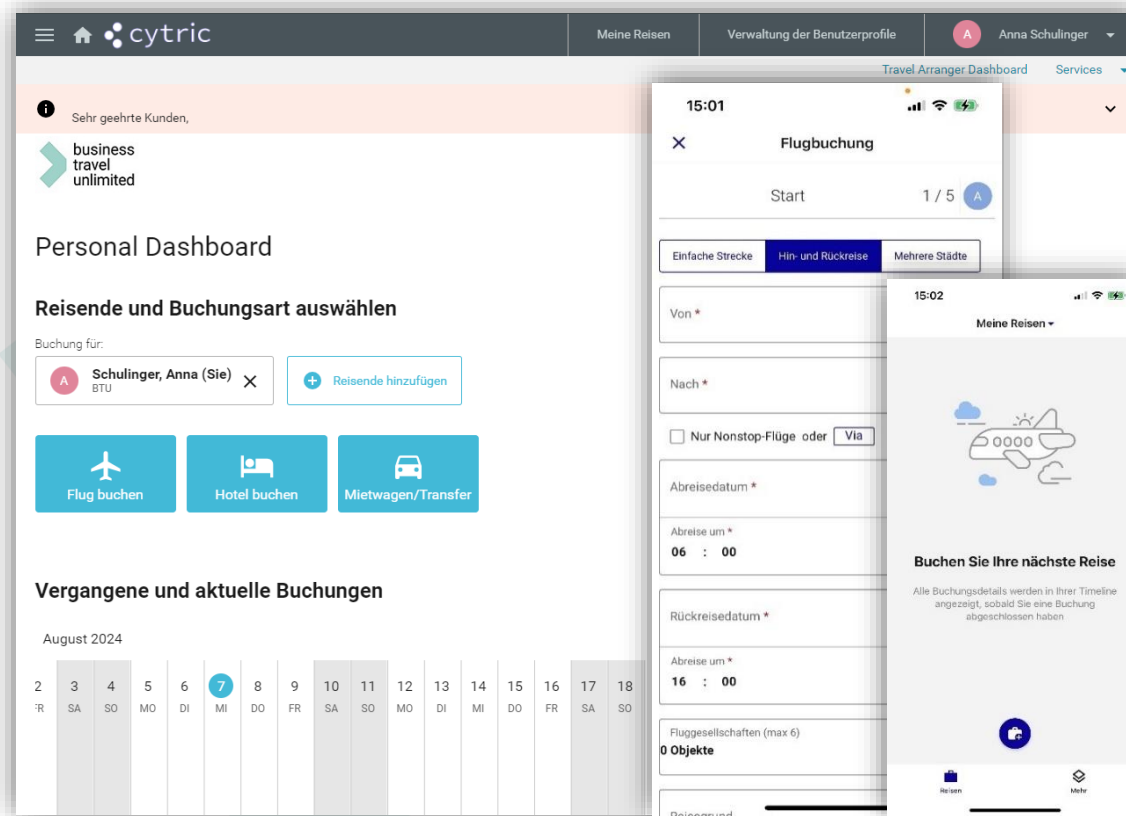 cytric
Meine Reisen
Verwaltung der Benutzerprofile
A
Anna Schulinger
Travel Arranger Dashboard
Services
Sehr geehrte Kunden,
business
travel
unlimited
Personal Dashboard
Reisende und Buchungsart auswählen
Buchung für:
A
Schulinger, Anna (Sie)
BTU
Reisende hinzufügen
Flug buchen
Hotel buchen
Mietwagen/Transfer
Vergangene und aktuelle Buchungen
August 2024
2 3 4 5 6 7 8 9 10 11 12 13 14 15 16 17 18
FR SA SO MO DI MI DO FR SA SO MO DI MI DO FR SA SO
15:01
Flugbuchung
Start 1 / 5 A
Einfache Strecke Hin- und Rückreise Mehrere Städte
Von *
Nach *
Nur Nonstop-Flüge oder Via
Abreisedatum *
Abreise um *
06 : 00
Rückreisedatum *
Abreise um *
16 : 00
Fluggesellschaften (max 6)
0 Objekte
Reisegrund
15:02
Meine Reisen
Buchen Sie Ihre nächste Reise
Alle Buchungsdetails werden in Ihrer Timeline
angezeigt, sobald Sie eine Buchung
abgeschlossen haben
Reisen
Mehr